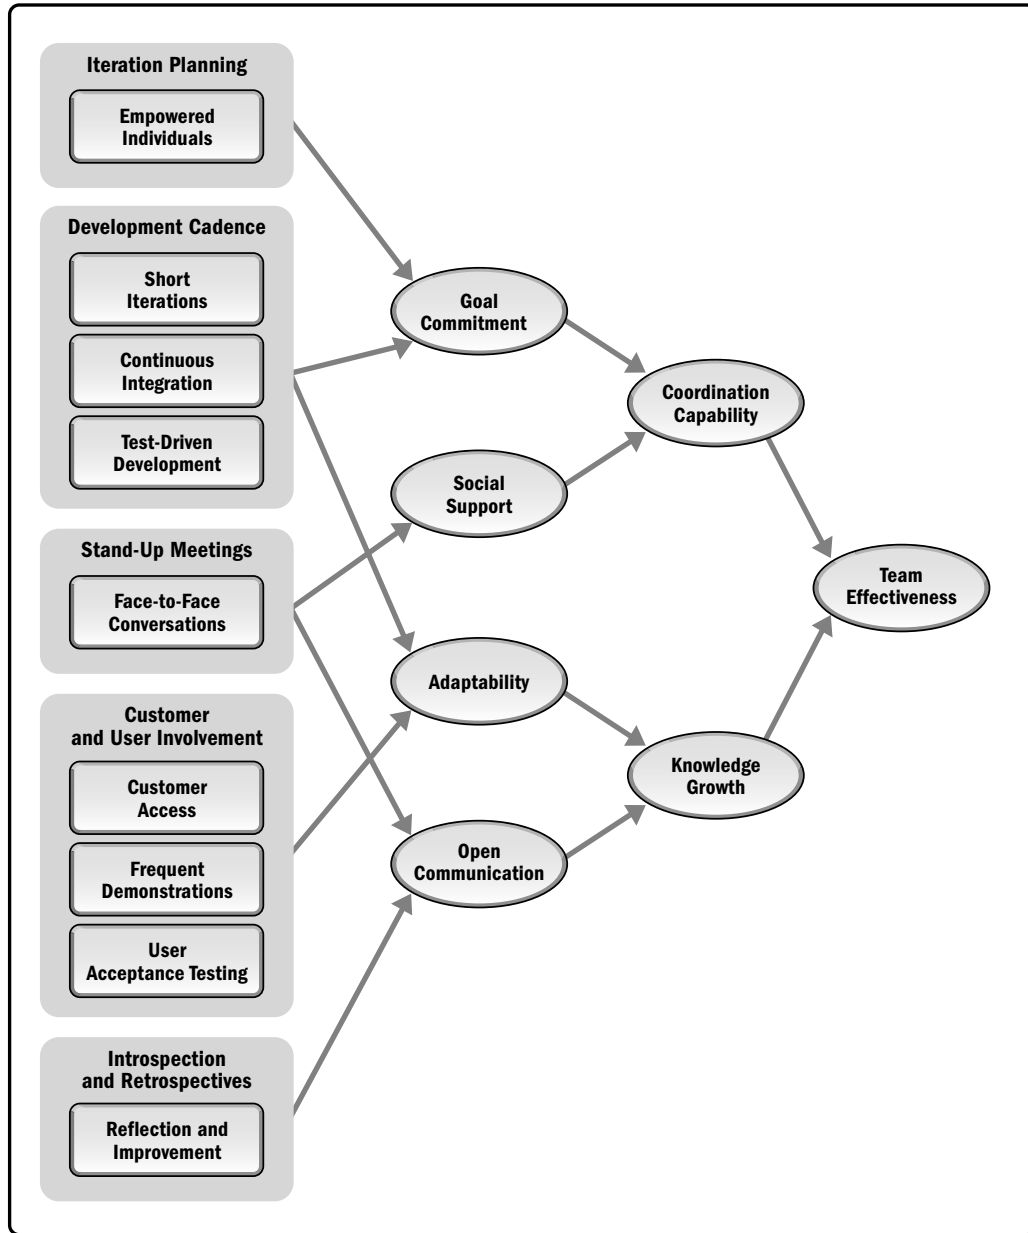 Iteration Planning
Empowered
Individuals
Development Cadence
Short
Iterations
Continuous
Integration
Test-Driven
Development
Stand-Up Meetings
Face-to-Face
Conversations
Customer
and User Involvement
Customer
Access
Frequent
Demonstrations
User
Acceptance Testing
Introspection
and Retrospectives
Reflection and
Improvement
Goal
Commitment
Social
Support
Adaptability
Open
Communication
Coordination
Capability
Knowledge
Growth
Team
Effectiveness